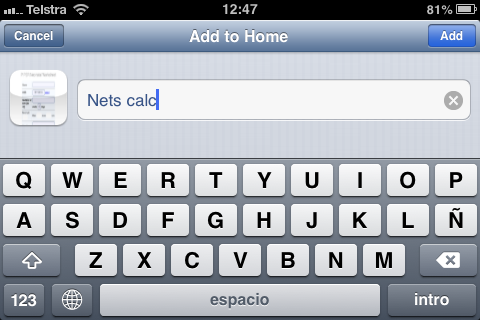 Telstra 12:47 81%
Cancel Add to Home Add
Nets calc
Q W E R T Y U I O P
A S D F G H J K L Ñ
Z X C V B N M
123 espacio intro